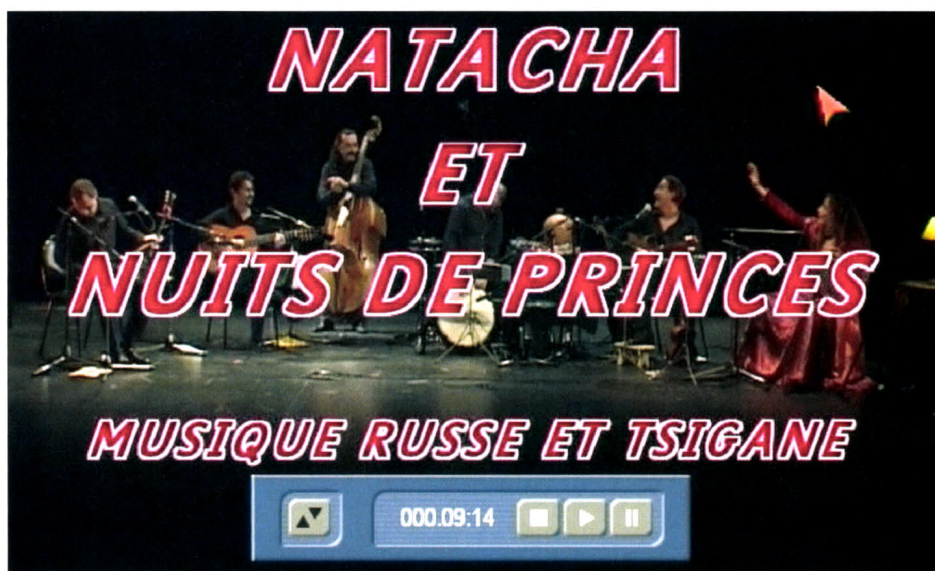 NATACHA
ET
NUITS DE PRINCES
MUSIQUE RUSSE ET TSIGANE
000.09:14